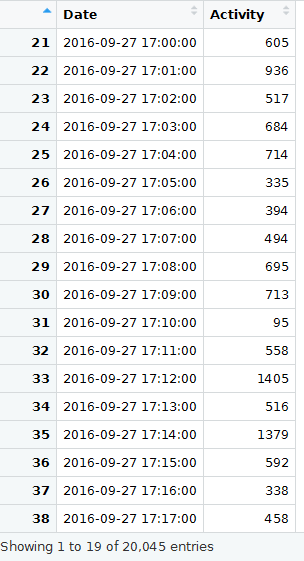 Date Activity
21 2016-09-27 17:00:00 605
22 2016-09-27 17:01:00 936
23 2016-09-27 17:02:00 517
24 2016-09-27 17:03:00 684
25 2016-09-27 17:04:00 714
26 2016-09-27 17:05:00 335
27 2016-09-27 17:06:00 394
28 2016-09-27 17:07:00 494
29 2016-09-27 17:08:00 695
30 2016-09-27 17:09:00 713
31 2016-09-27 17:10:00 95
32 2016-09-27 17:11:00 558
33 2016-09-27 17:12:00 1405
34 2016-09-27 17:13:00 516
35 2016-09-27 17:14:00 1379
36 2016-09-27 17:15:00 592
37 2016-09-27 17:16:00 338
38 2016-09-27 17:17:00 458
Showing 1 to 19 of 20,045 entries